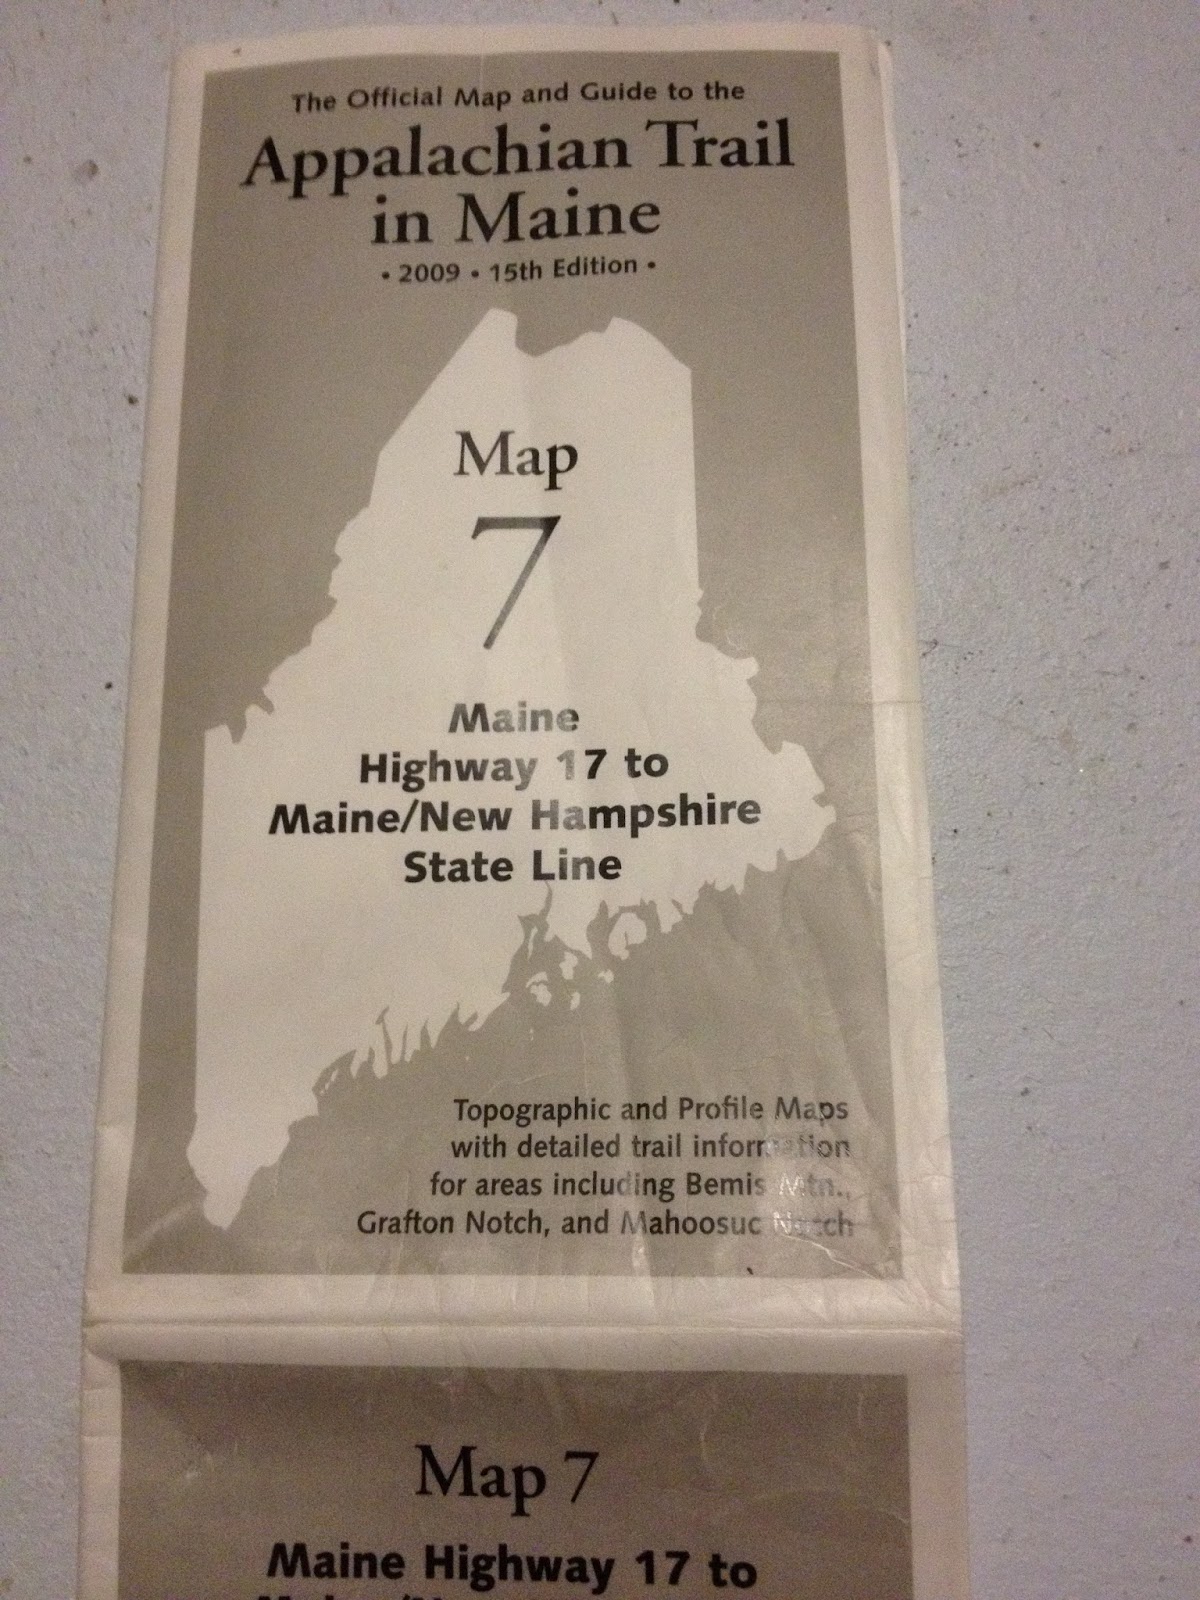 The Official Map and Guide to the
Appalachian Trail
in Maine
• 2009 • 15th Edition •
Map
7
Maine
Highway 17 to
Maine/New Hampshire
State Line
Topographic and Profile Maps
with detailed trail information
for areas including Bemis Mtn.,
Grafton Notch, and Mahoosuc Notch
Map 7
Maine Highway 17 to